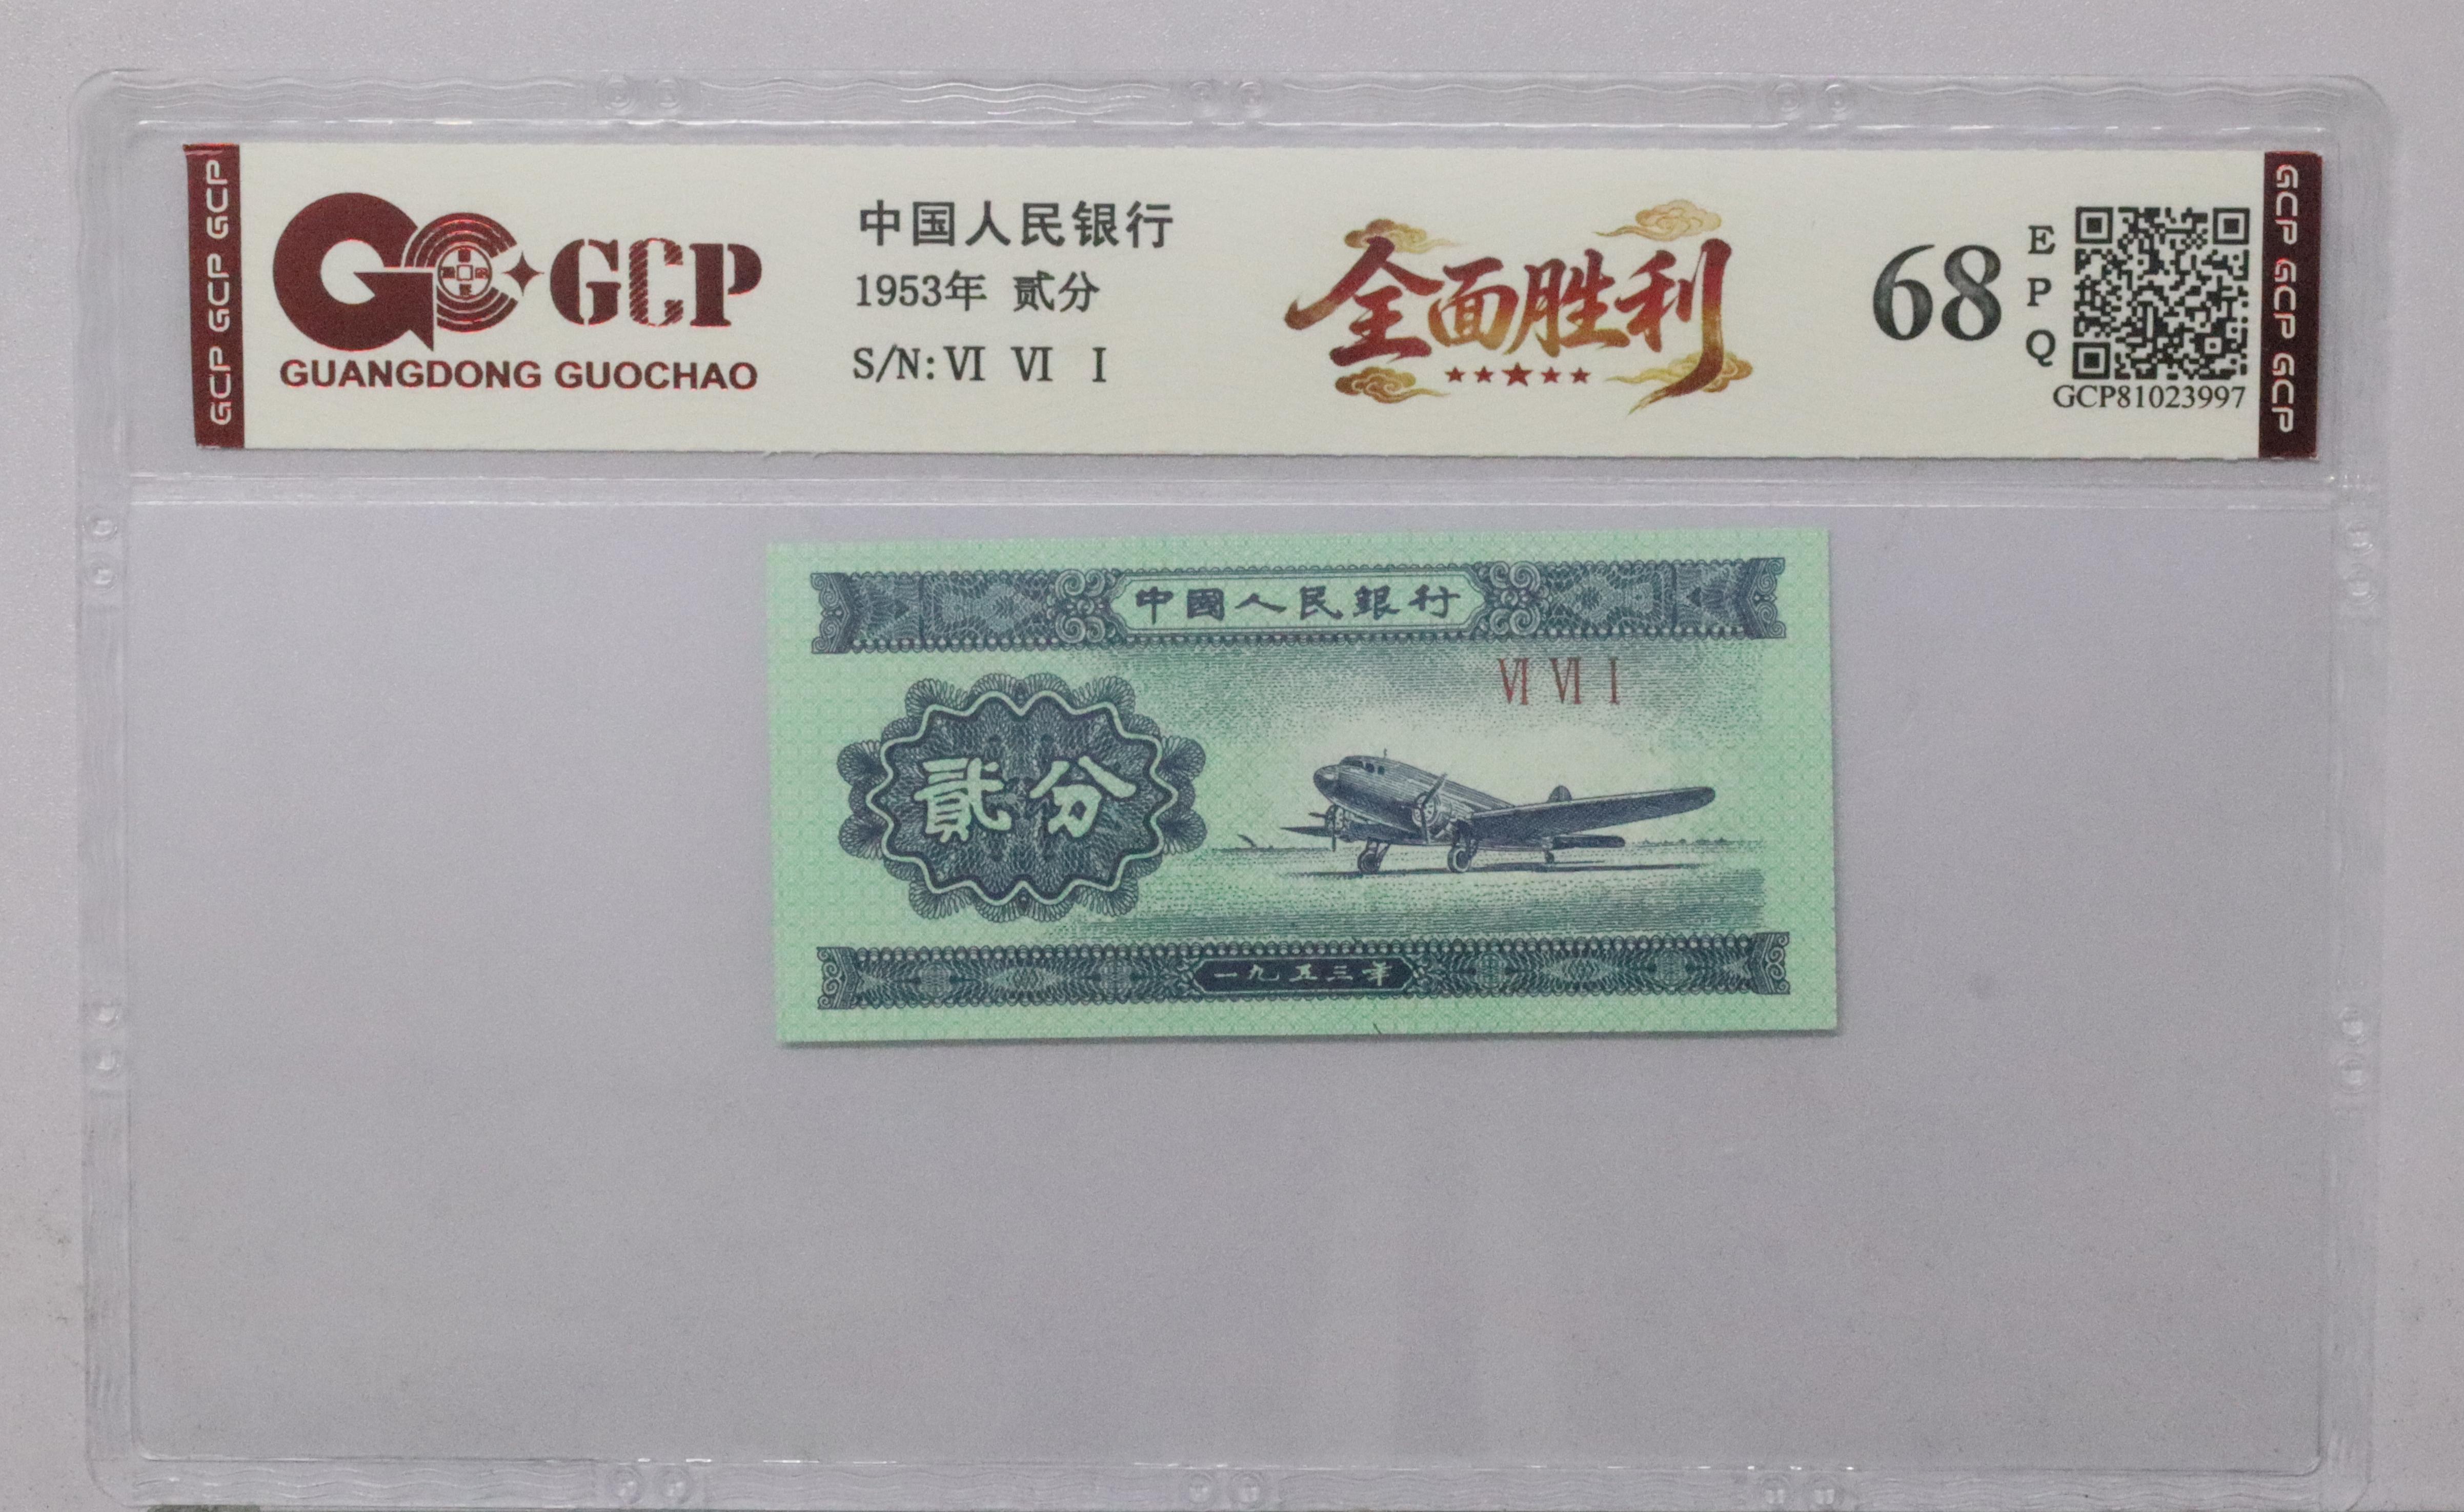 GCP GCP GCP
GCP
GUANGDONG GUOCHAO
中国人民银行
1953年 贰分
S/N: VI VI I
全面胜利
68
E
P
Q
GCP81023997
GCP GCP GCP
中國人民銀行
VI VI I
貳分
一九五三年